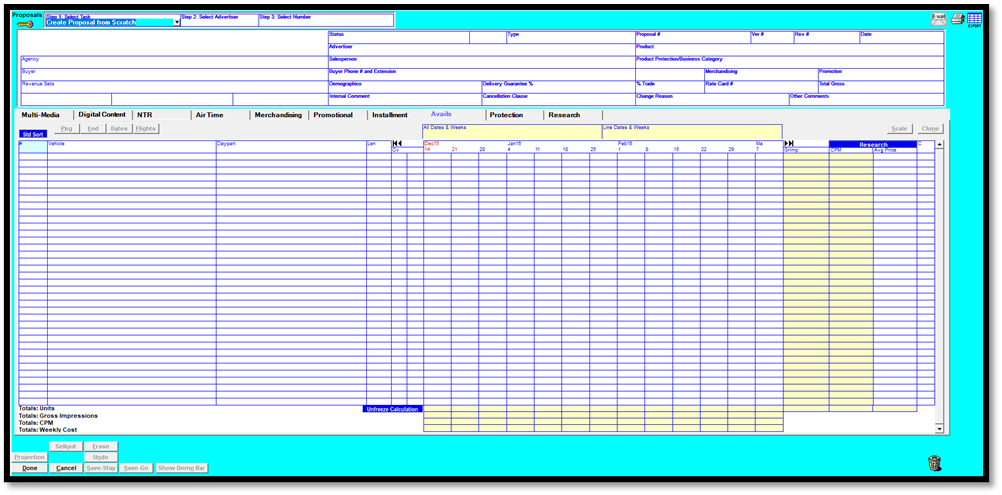 Proposals Step 1: Select Task Step 2: Select Advertiser Step 3: Select Number E-mail
Create Proposal from Scratch EXPORT
Status Type Proposal # Ver # Rev # Date
Advertiser Product
Agency Salesperson Product Protection/Business Category
Buyer Buyer Phone # and Extension Merchandising Promotion
Revenue Sets Demographics Delivery Guarantee % % Trade Rate Card # Total Gross
Internal Comment Cancellation Clause Change Reason Other Comments
Multi-Media Digital Content NTR Air Time Merchandising Promotional Installment Avails Protection Research
Pkg End Dates Flights All Dates & Weeks Line Dates & Weeks Scale Clone
Std Sort
# Vehicle Daypart Len Dec15 Jan16 Feb16 Ma Research C
Ov 14 21 28 4 11 18 25 1 8 15 22 29 7 GrImp CPM Avg Price
Totals: Units Unfreeze Calculation
Totals: Gross Impressions
Totals: CPM
Totals: Weekly Cost
Sellout Erase
Projection Undo
Done Cancel Save-Stay Save-Go Show Demo Bar